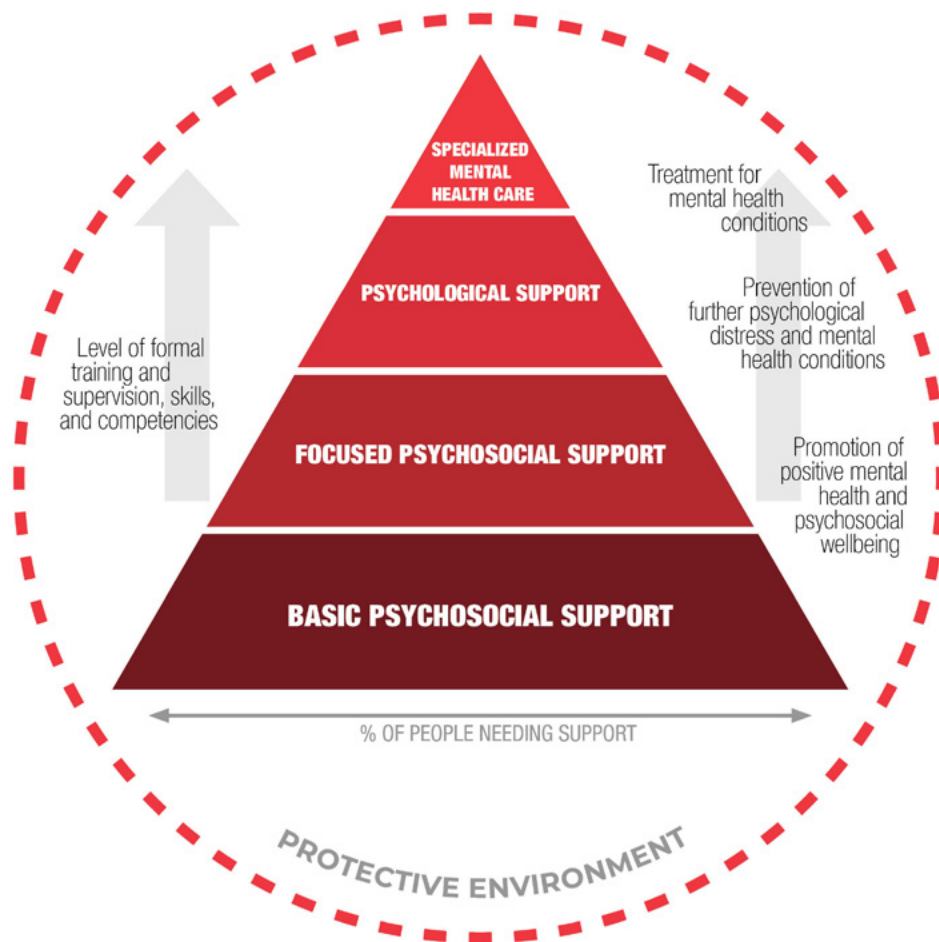 SPECIALIZED
MENTAL
HEALTH CARE
PSYCHOLOGICAL SUPPORT
FOCUSED PSYCHOSOCIAL SUPPORT
BASIC PSYCHOSOCIAL SUPPORT
Level of formal
training and
supervision, skills,
and competencies
Treatment for
mental health
conditions
Prevention of
further psychological
distress and mental
health conditions
Promotion of
positive mental
health and
psychosocial
wellbeing
% OF PEOPLE NEEDING SUPPORT
PROTECTIVE ENVIRONMENT